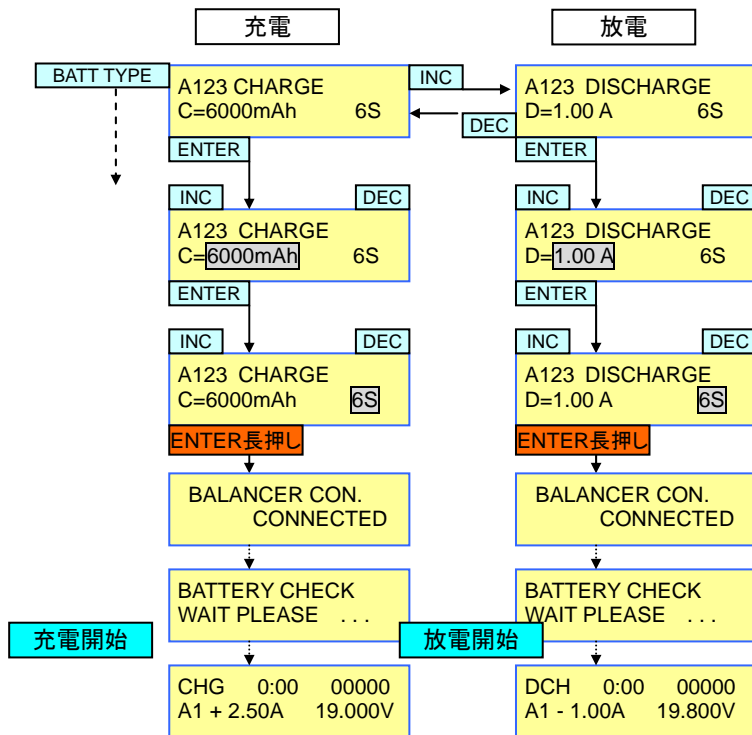 充電
放電
BATT TYPE
A123 CHARGE
C=6000mAh 6S
INC
DEC
A123 DISCHARGE
D=1.00 A 6S
ENTER
ENTER
INC
DEC
A123 CHARGE
C=6000mAh 6S
INC
DEC
A123 DISCHARGE
D=1.00 A 6S
ENTER
ENTER
INC
DEC
A123 CHARGE
C=6000mAh 6S
INC
DEC
A123 DISCHARGE
D=1.00 A 6S
ENTER長押し
ENTER長押し
BALANCER CON.
CONNECTED
BALANCER CON.
CONNECTED
BATTERY CHECK
WAIT PLEASE . . .
BATTERY CHECK
WAIT PLEASE . . .
充電開始
放電開始
CHG 0:00 00000
A1 + 2.50A 19.000V
DCH 0:00 00000
A1 - 1.00A 19.800V